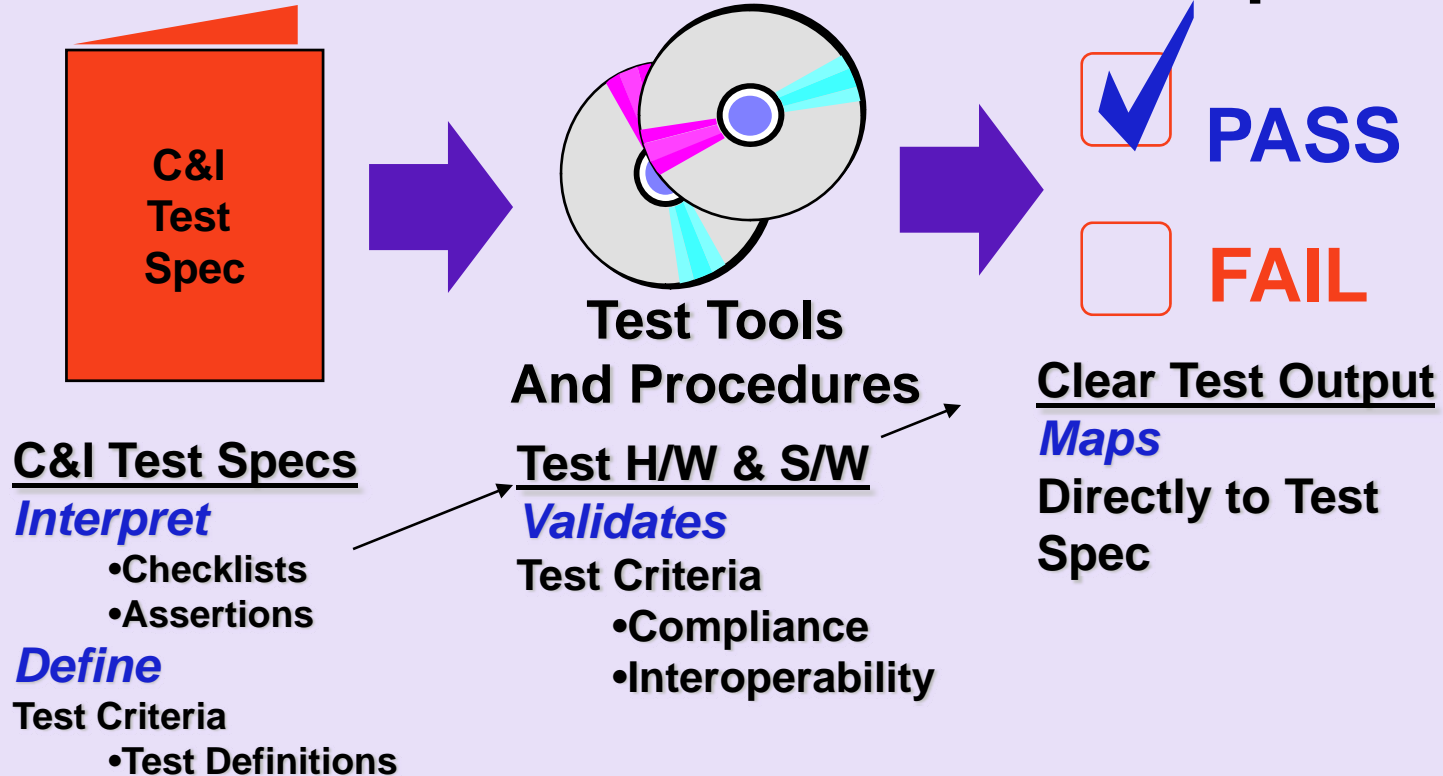 C&I
Test
Spec
Test Tools
And Procedures
PASS
FAIL
C&I Test Specs
Interpret
•Checklists
•Assertions
Define
Test Criteria
•Test Definitions
Test H/W & S/W
Validates
Test Criteria
•Compliance
•Interoperability
Clear Test Output
Maps
Directly to Test
Spec